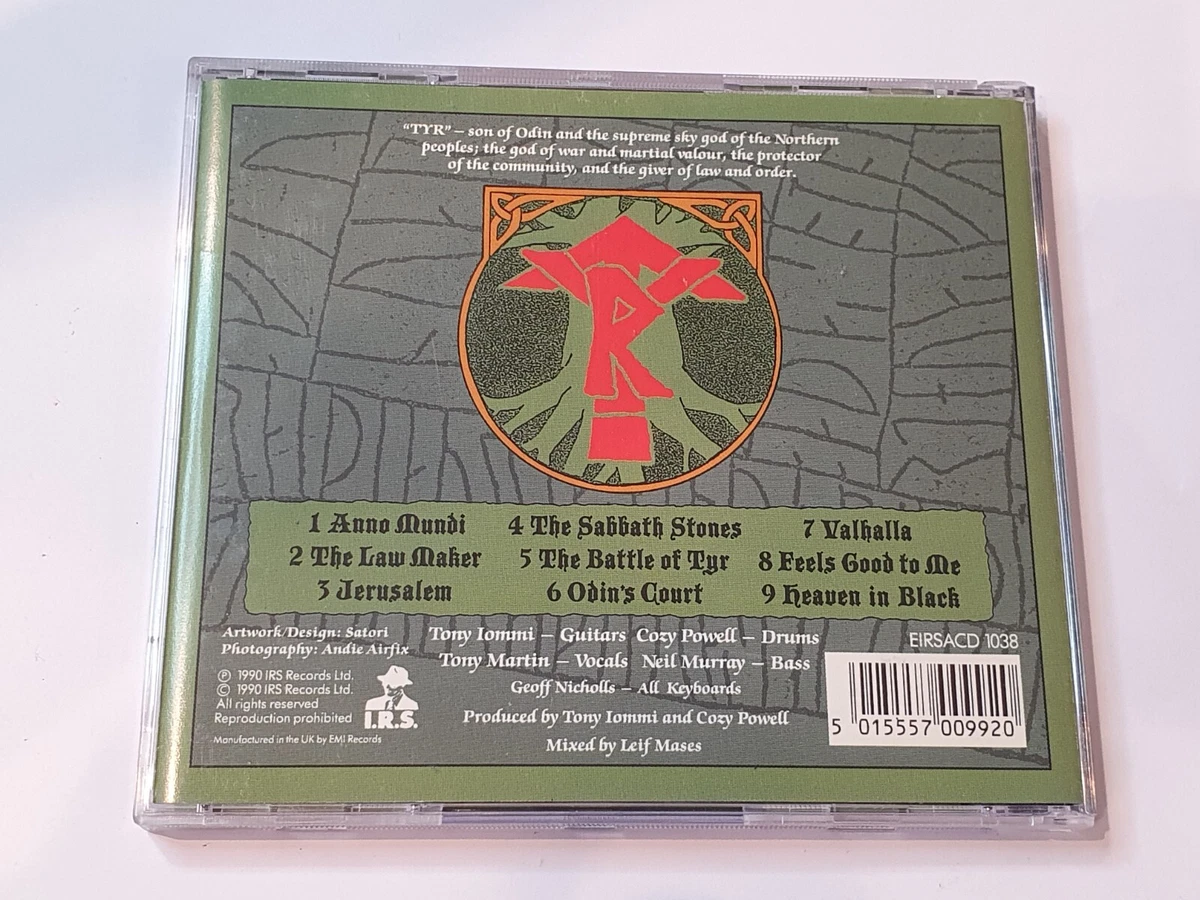 “TYR” – son of Odin and the supreme sky god of the Northern
peoples; the god of war and martial valour, the protector
of the community, and the giver of law and order.
TYR
1 Anno Mundi
2 The Law Maker
3 Jerusalem
4 The Sabbath Stones
5 The Battle of Tyr
6 Odin's Court
7 Valhalla
8 Feels Good to Me
9 Heaven in Black
Artwork/Design: Satori
Photography: Andie Airfix
℗ 1990 IRS Records Ltd.
© 1990 IRS Records Ltd.
All rights reserved
Reproduction prohibited
I.R.S.
Manufactured in the UK by EMI Records
Tony Iommi – Guitars Cozy Powell – Drums
Tony Martin – Vocals Neil Murray – Bass
Geoff Nicholls – All Keyboards
Produced by Tony Iommi and Cozy Powell
Mixed by Leif Mases
EIRSACD 1038
5 015557 009920